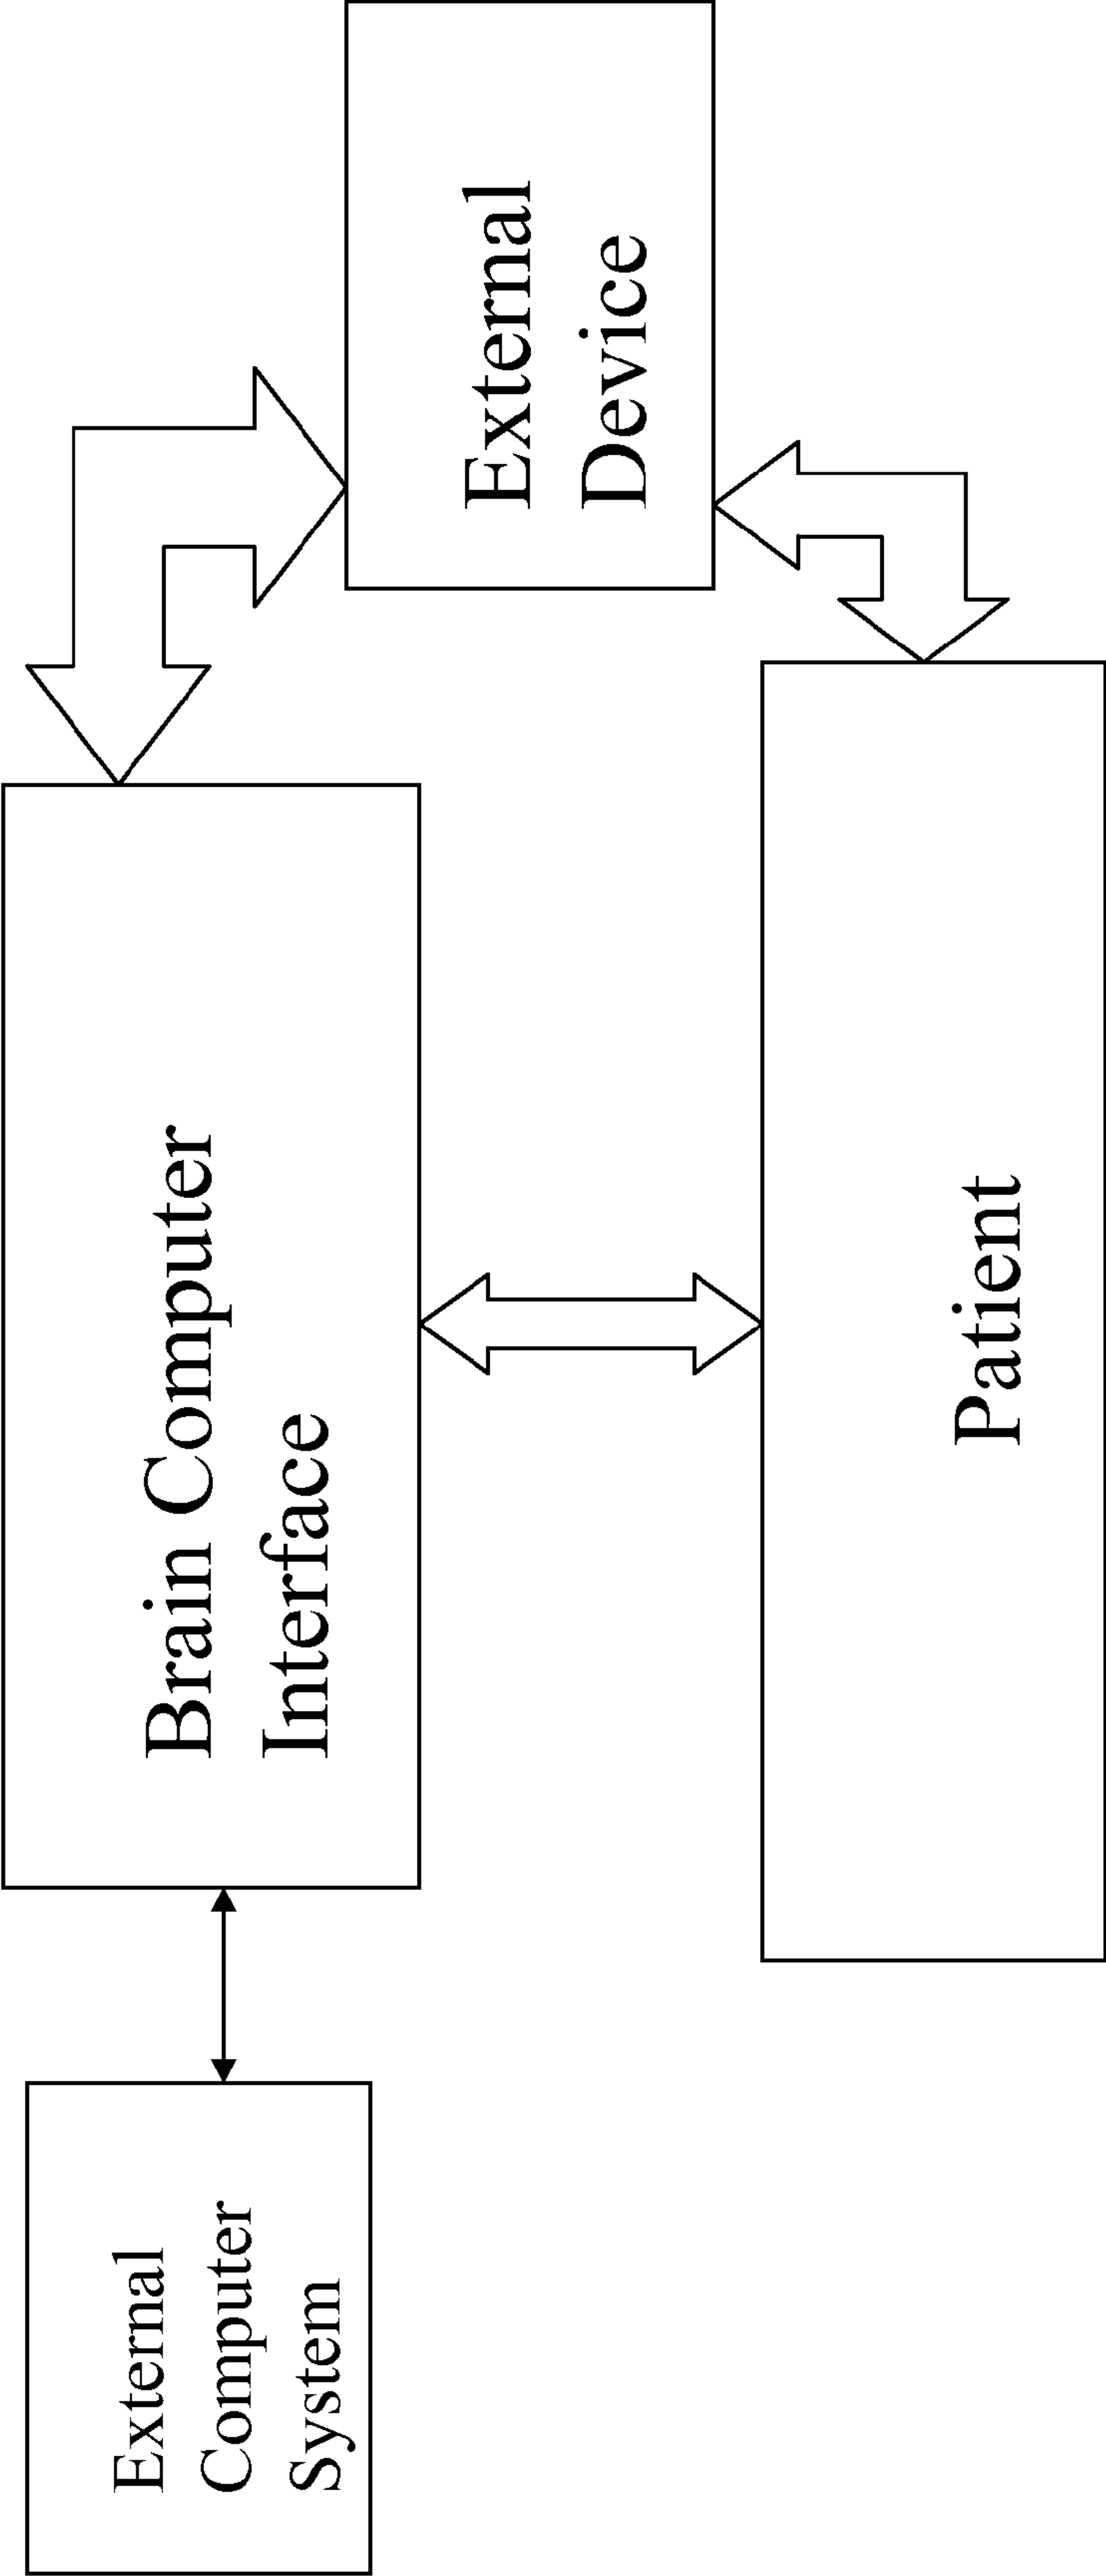 External
Computer
System
Brain Computer
Interface
External
Device
Patient